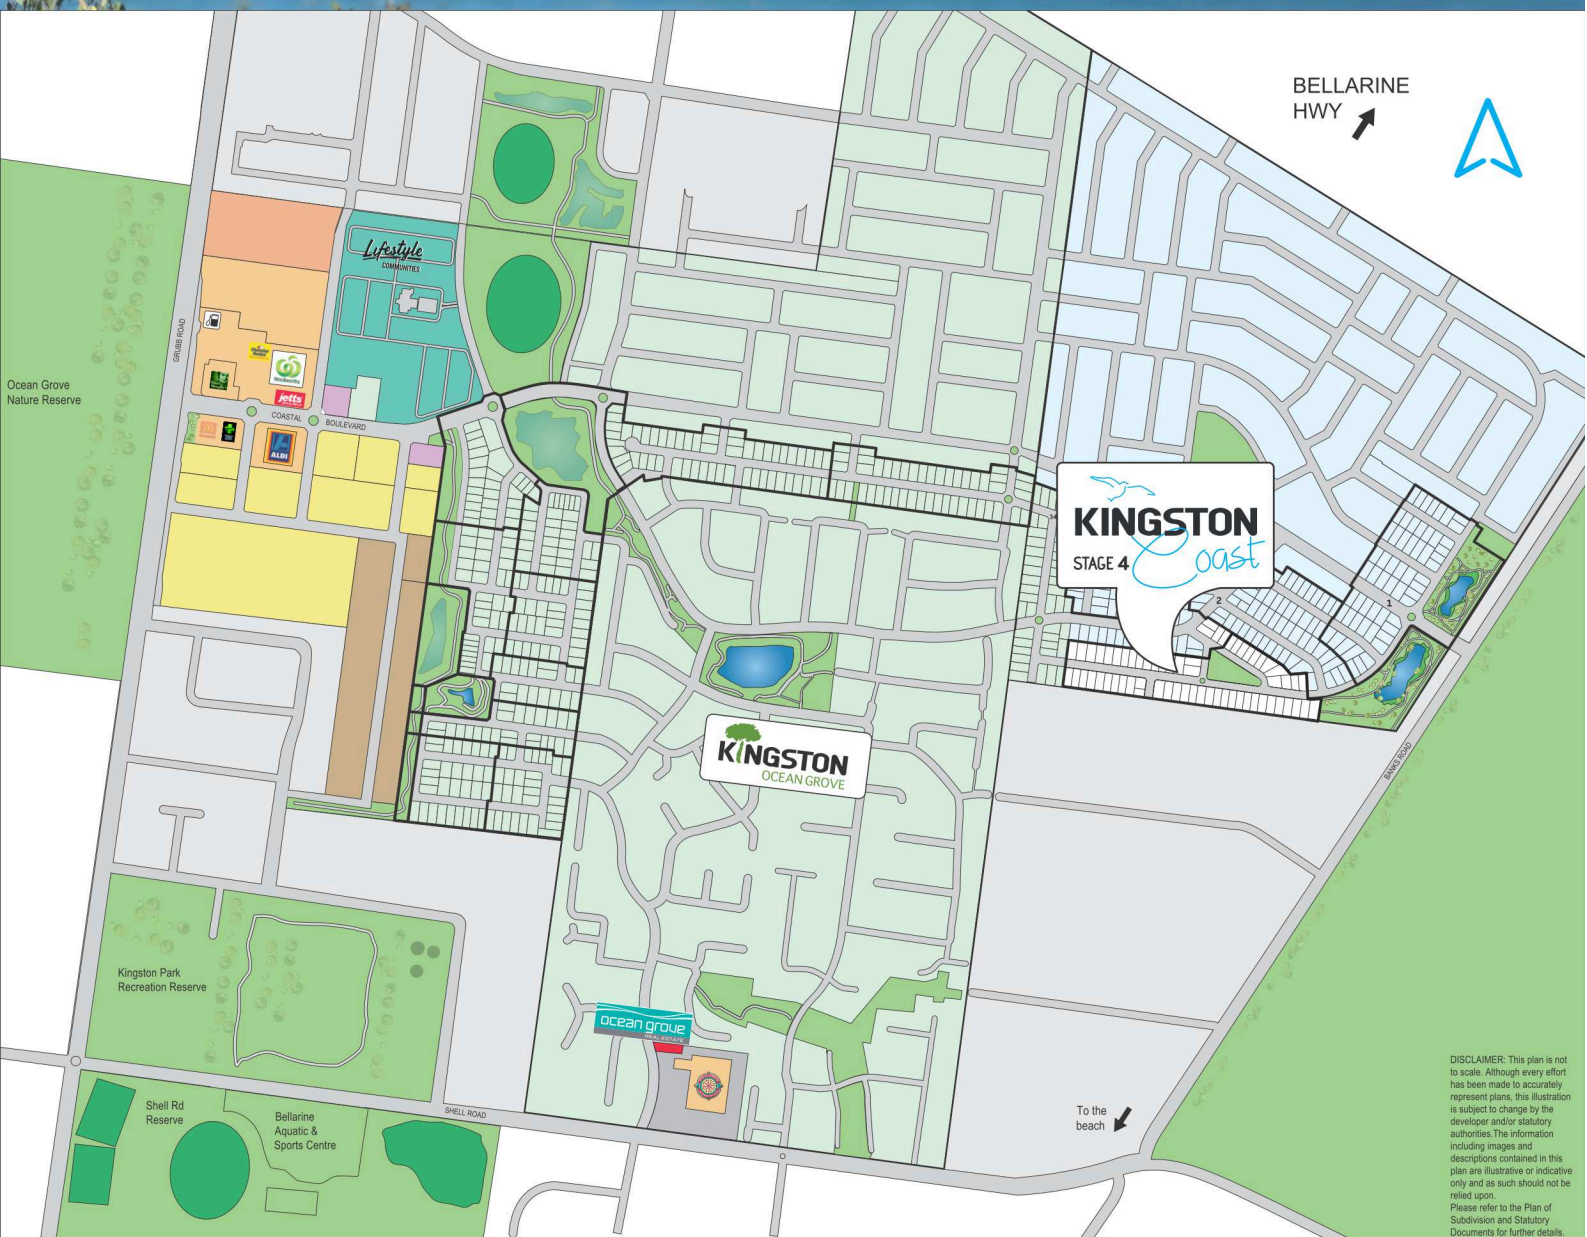 BELLARINE
HWY
Lifestyle
COMMUNITIES
GRUBB ROAD
Woolworths
jetts
Ocean Grove
Nature Reserve
COASTAL
BOULEVARD
ALDI
KINGSTON
Coast
STAGE 4
2
1
KINGSTON
OCEAN GROVE
BANKS ROAD
Kingston Park
Recreation Reserve
ocean grove
REAL ESTATE
Shell Rd
Reserve
Bellarine
Aquatic &
Sports Centre
SHELL ROAD
To the
beach
DISCLAIMER: This plan is not
to scale. Although every effort
has been made to accurately
represent plans, this illustration
is subject to change by the
developer and/or statutory
authorities.The information
including images and
descriptions contained in this
plan are illustrative or indicative
only and as such should not be
relied upon.
Please refer to the Plan of
Subdivision and Statutory
Documents for further details.